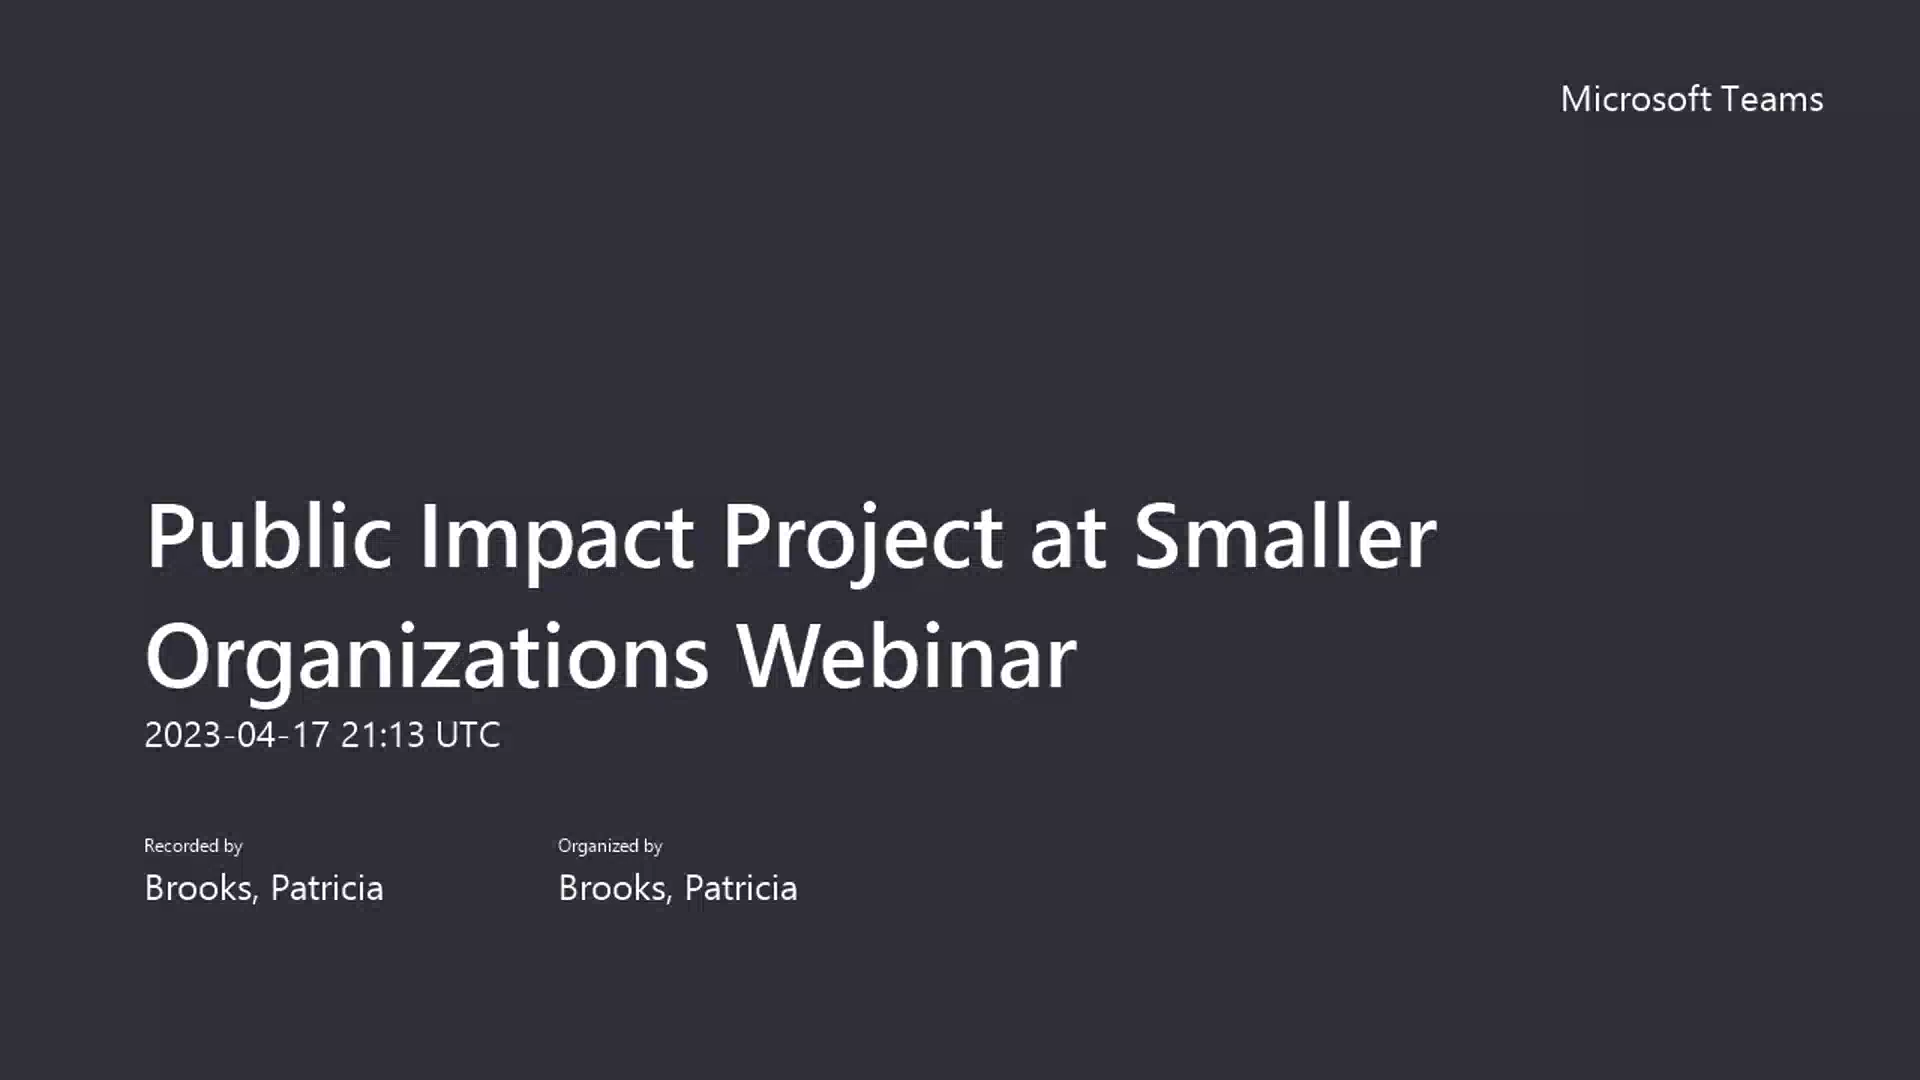 Microsoft Teams
Public Impact Project at Smaller
Organizations Webinar
2023-04-17 21:13 UTC
Recorded by
Brooks, Patricia
Organized by
Brooks, Patricia